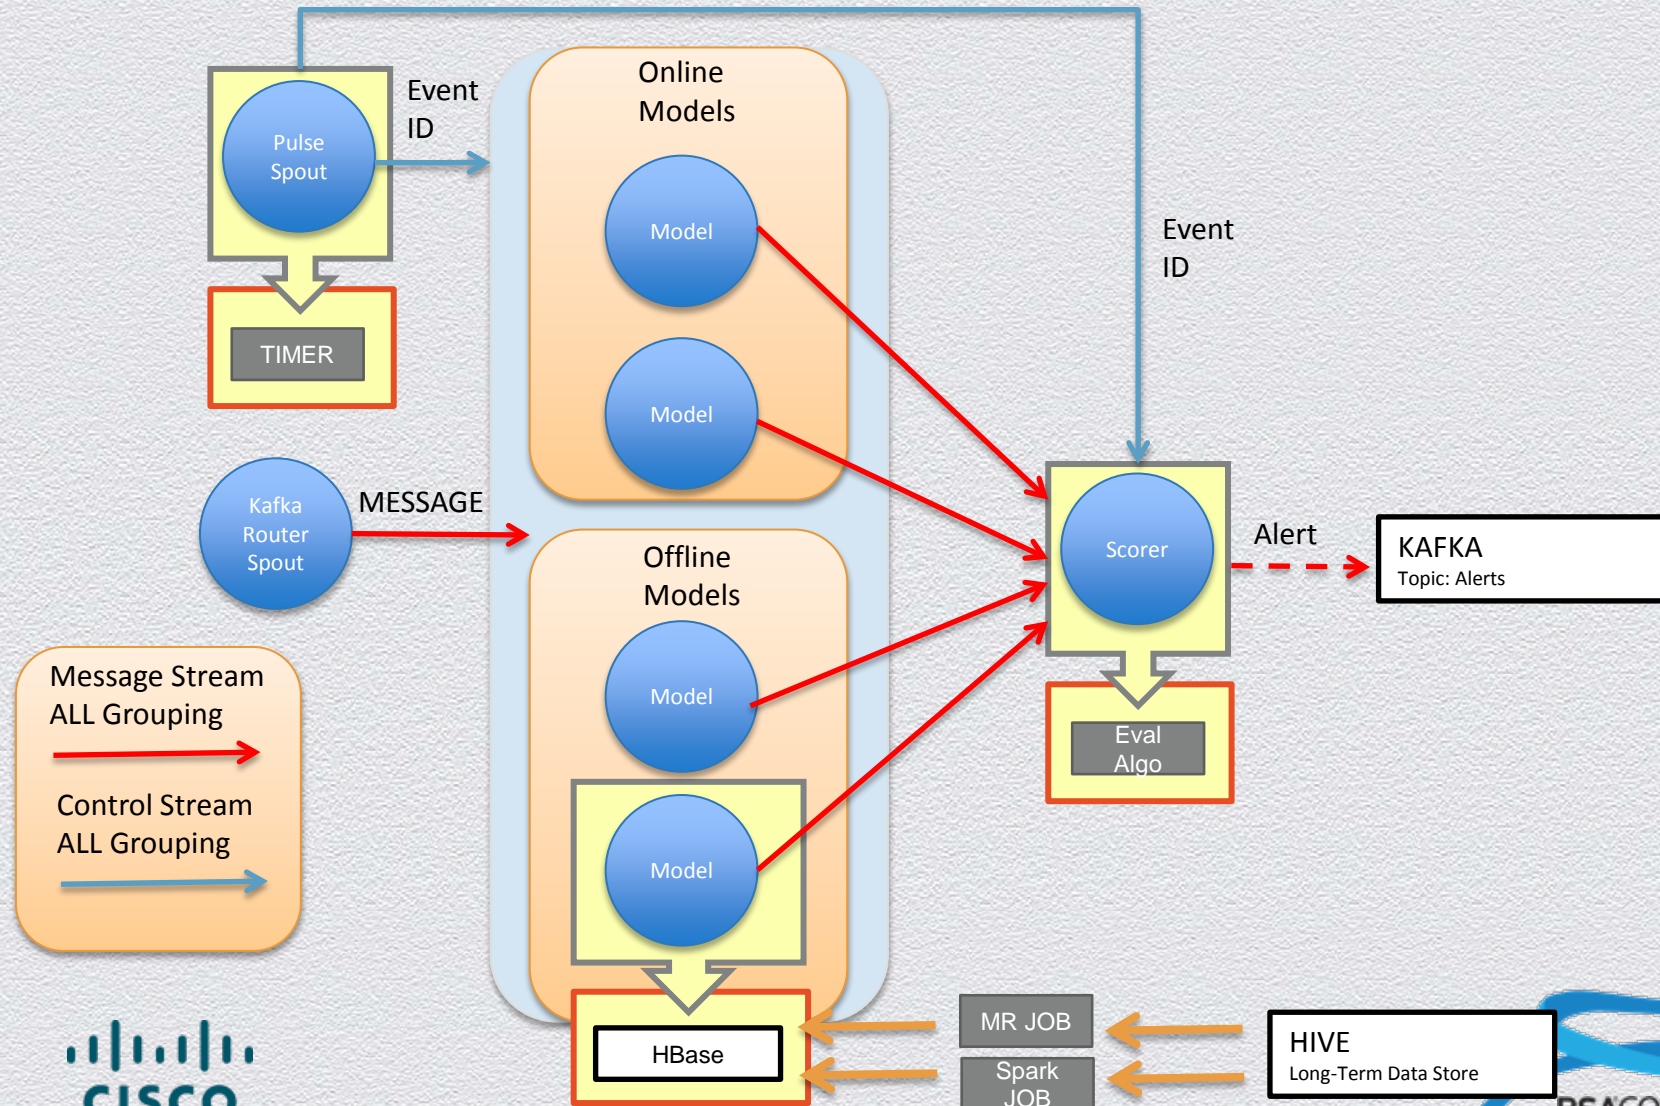 Online
Models
Event
ID
Pulse
Spout
Model
Event
ID
TIMER
Model
Kafka
Router
Spout
MESSAGE
Scorer
Alert
KAFKA
Topic: Alerts
Offline
Models
Message Stream
ALL Grouping
Control Stream
ALL Grouping
Model
Eval
Algo
Model
HBase
MR JOB
Spark
JOB
HIVE
Long-Term Data Store
CISCO